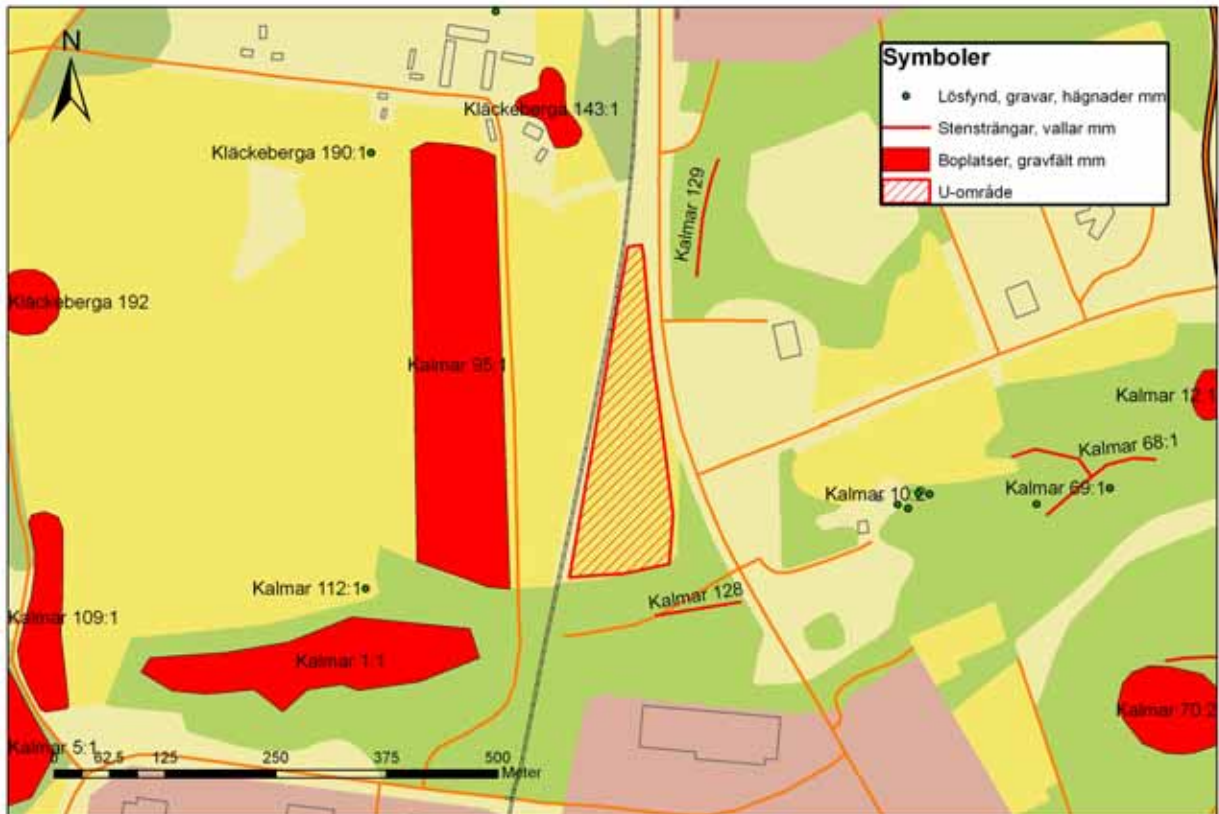 N
Symboler
Lösfynd, gravar, hägnader mm
Stensträngar, vallar mm
Boplatser, gravfält mm
U-område
Kläckeberga 143:1
Kläckeberga 190:1
Kalmar 129
Kläckeberga 192
Kalmar 95:1
Kalmar 12:1
Kalmar 68:1
Kalmar 10:2
Kalmar 69:1
Kalmar 112:1
Kalmar 128
Kalmar 109:1
Kalmar 1:1
Kalmar 70:2
Kalmar 5:1
0 62,5 125 250 375 500
Meter